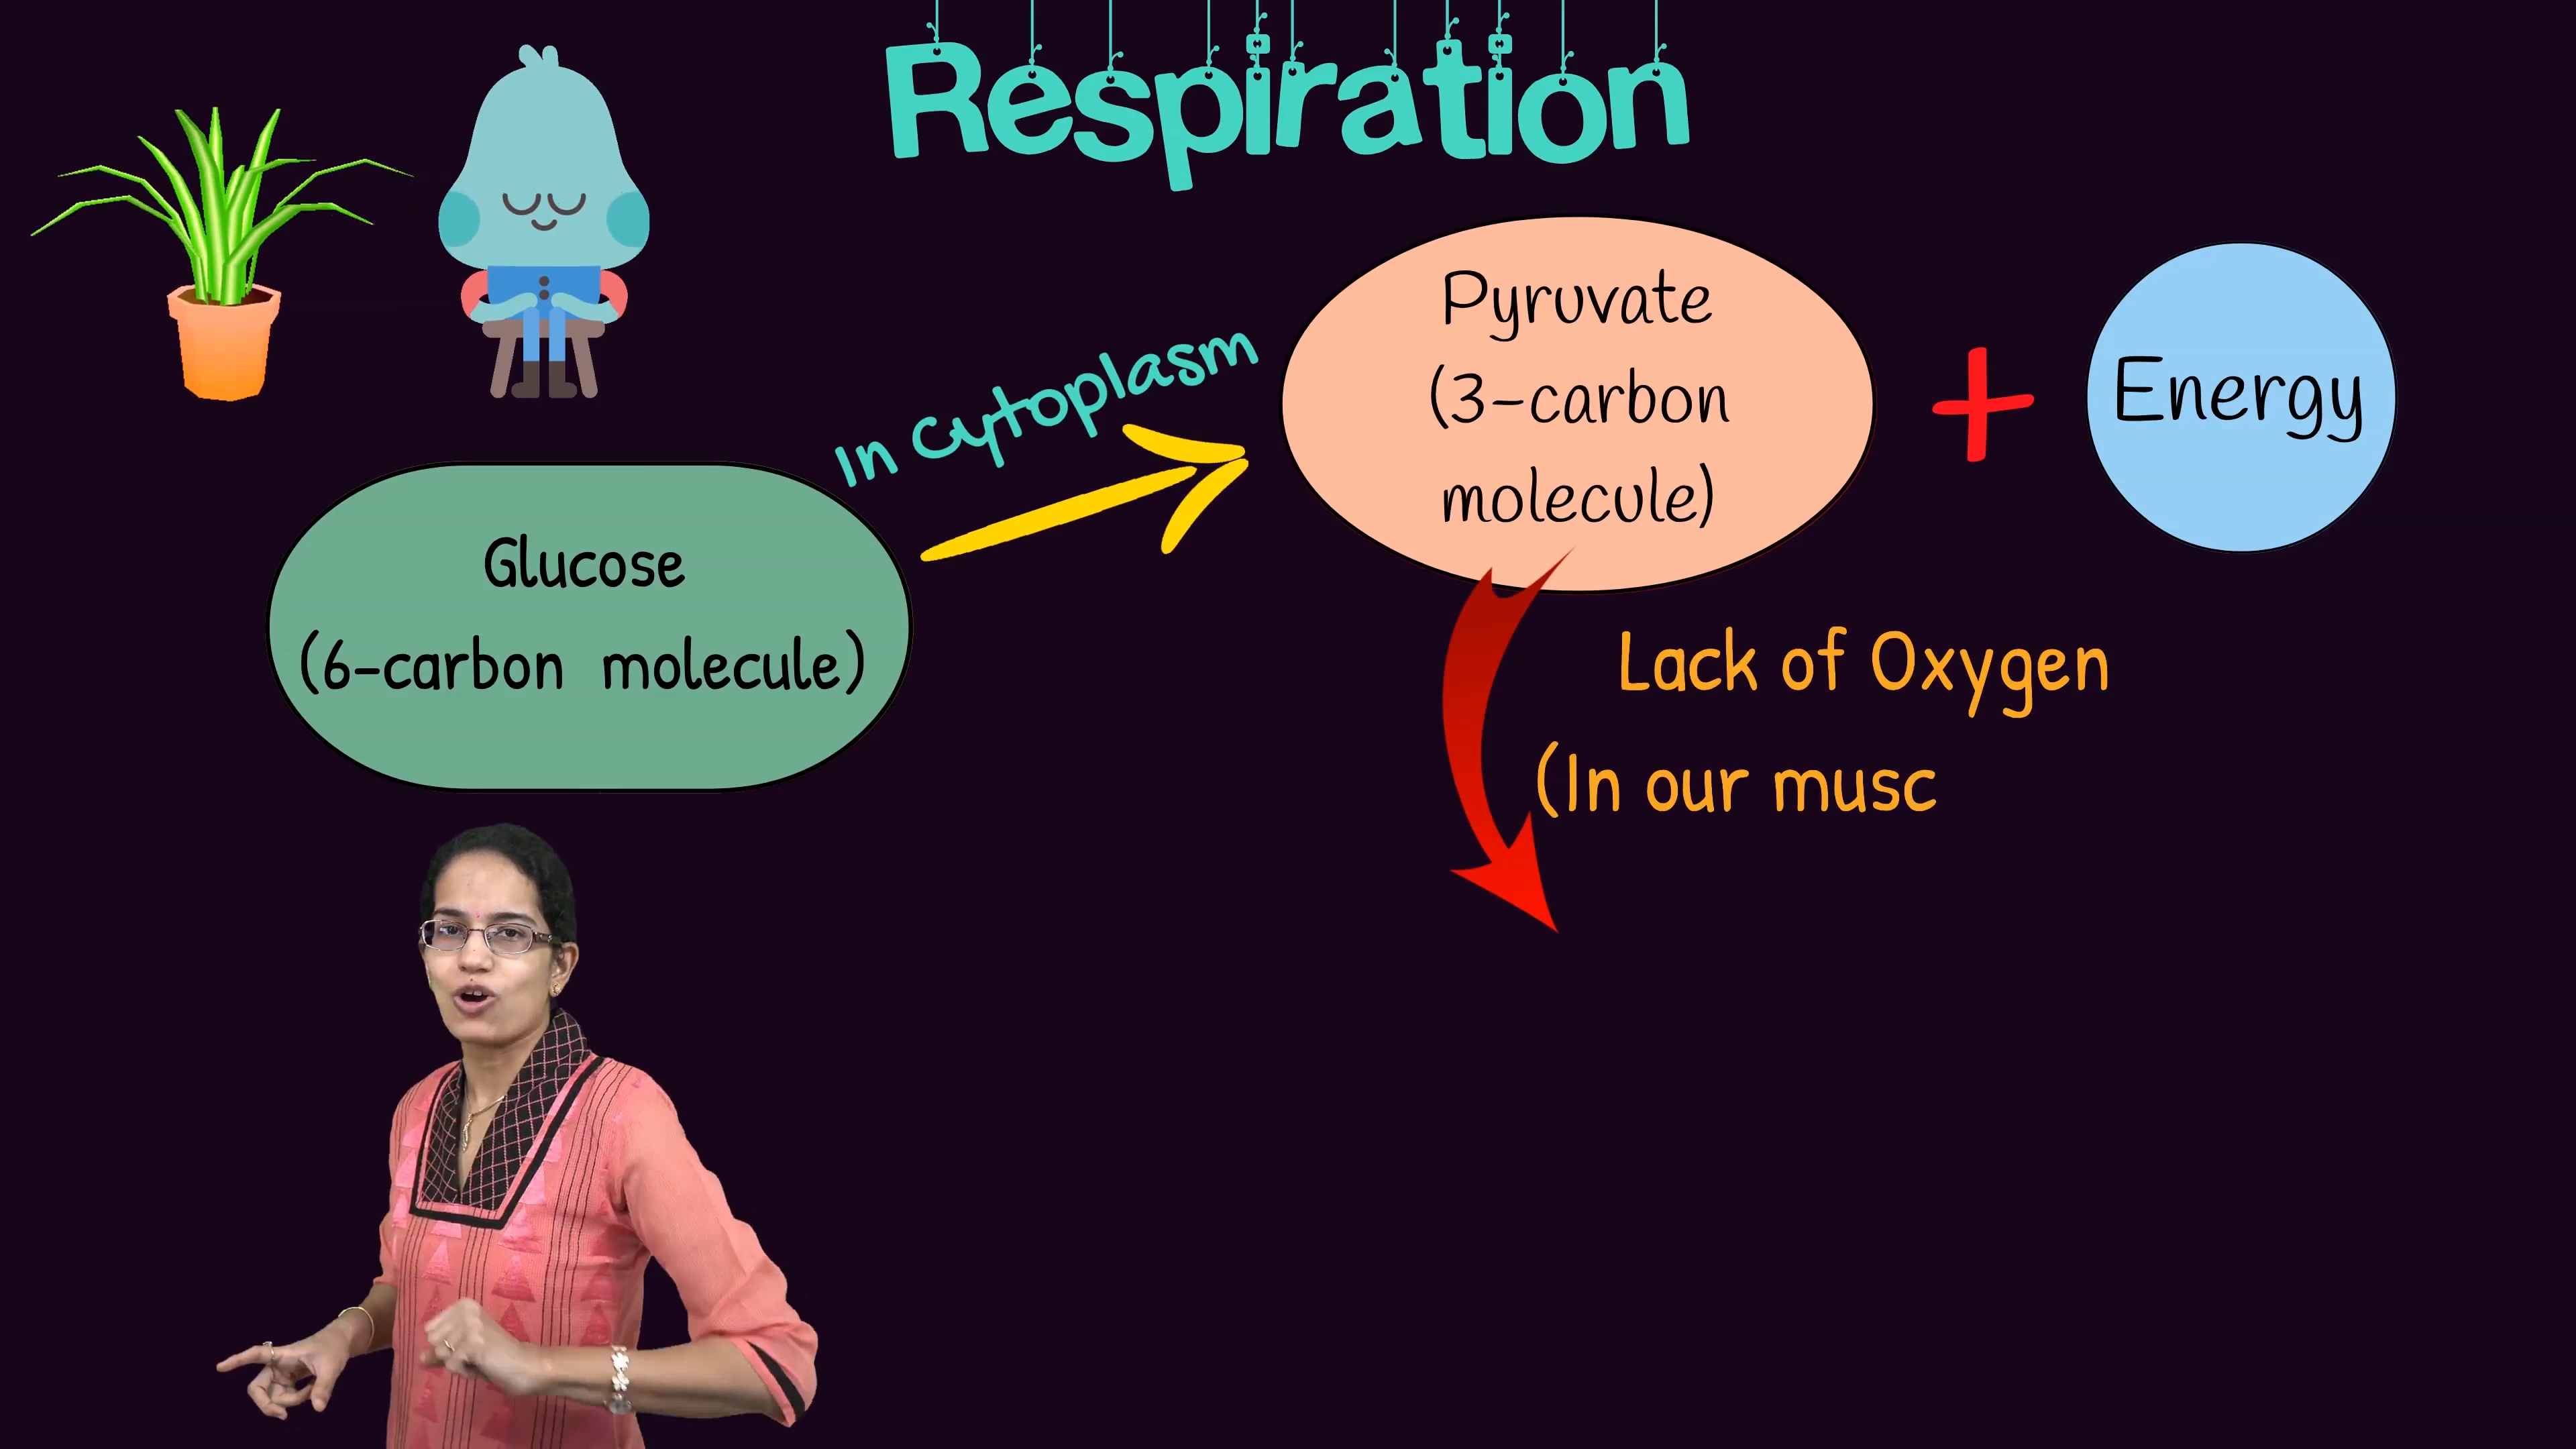 Respiration
In Cytoplasm
Glucose
(6-carbon molecule)
Pyruvate
(3-carbon
molecule)
+
Energy
Lack of Oxygen
(In our musc